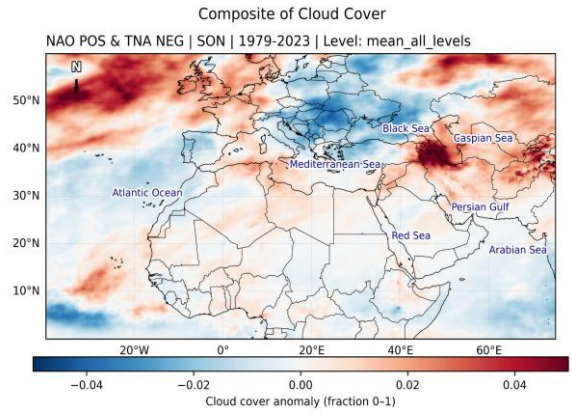 Composite of Cloud Cover
NAO POS & TNA NEG | SON | 1979-2023 | Level: mean_all_levels
N
50°N
40°N
30°N
20°N
10°N
Black Sea
Caspian Sea
Mediterranean Sea
Atlantic Ocean
Persian Gulf
Red Sea
Arabian Sea
20°W 0° 20°E 40°E 60°E
−0.04 −0.02 0.00 0.02 0.04
Cloud cover anomaly (fraction 0–1)